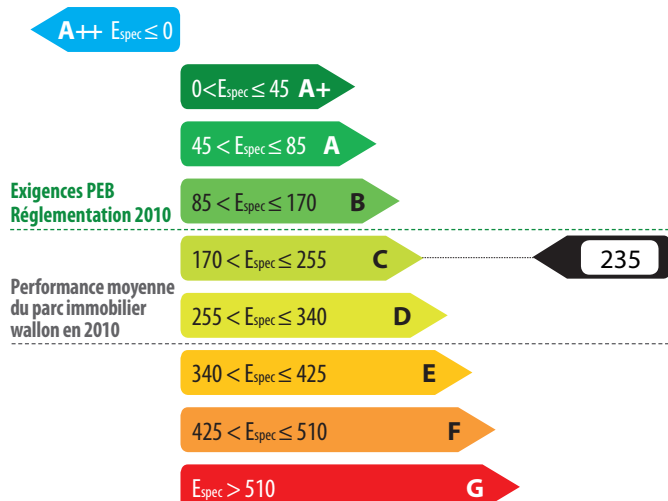 A++ Espec ≤ 0
0<Espec ≤ 45 A+
45 < Espec ≤ 85 A
Exigences PEB
Réglementation 2010
85 < Espec ≤ 170 B
170 < Espec ≤ 255 C
235
Performance moyenne
du parc immobilier
wallon en 2010
255 < Espec ≤ 340 D
340 < Espec ≤ 425 E
425 < Espec ≤ 510 F
Espec > 510 G